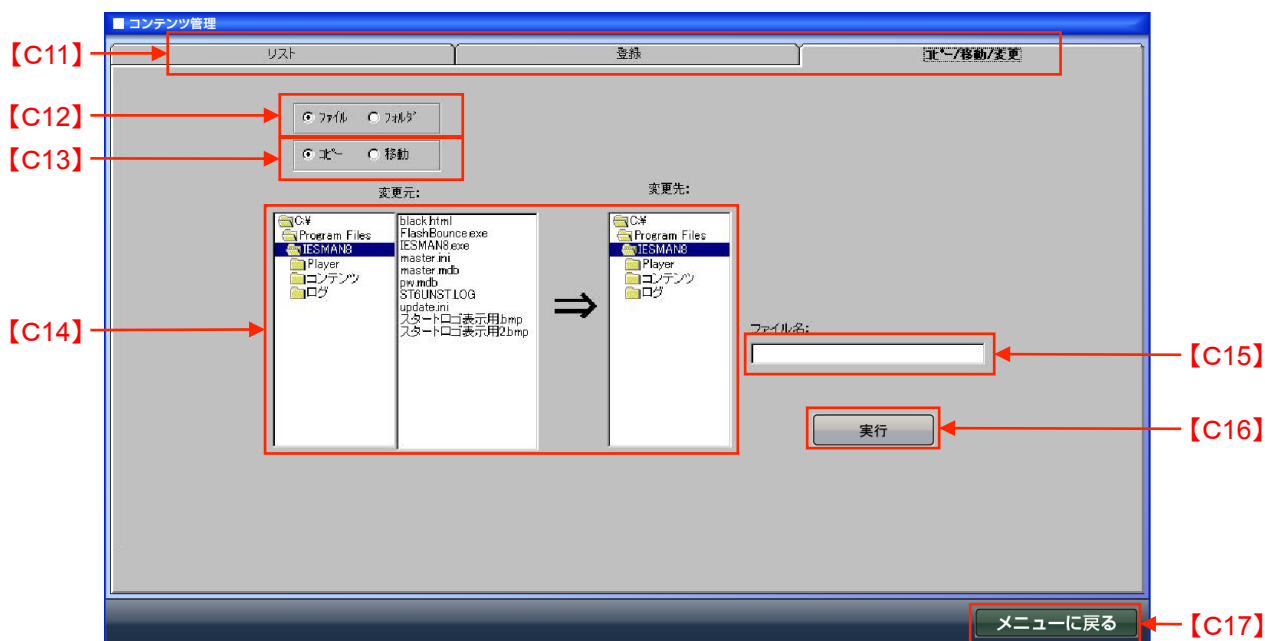 ■ コンテンツ管理
【C11】
リスト
登録
ｺﾋﾟｰ/移動/変更
【C12】
ﾌｧｲﾙ ﾌｫﾙﾀﾞ
【C13】
ｺﾋﾟｰ 移動
変更元:
変更先:
【C14】
C:¥
Program Files
IESMAN8
Player
コンテンツ
ログ
black.html
FlashBounce.exe
IESMAN8.exe
master.ini
master.mdb
pw.mdb
ST6UNST.LOG
update.ini
スタートロゴ表示用.bmp
スタートロゴ表示用2.bmp
⇒
C:¥
Program Files
IESMAN8
Player
コンテンツ
ログ
ファイル名:
【C15】
実行
【C16】
メニューに戻る
【C17】